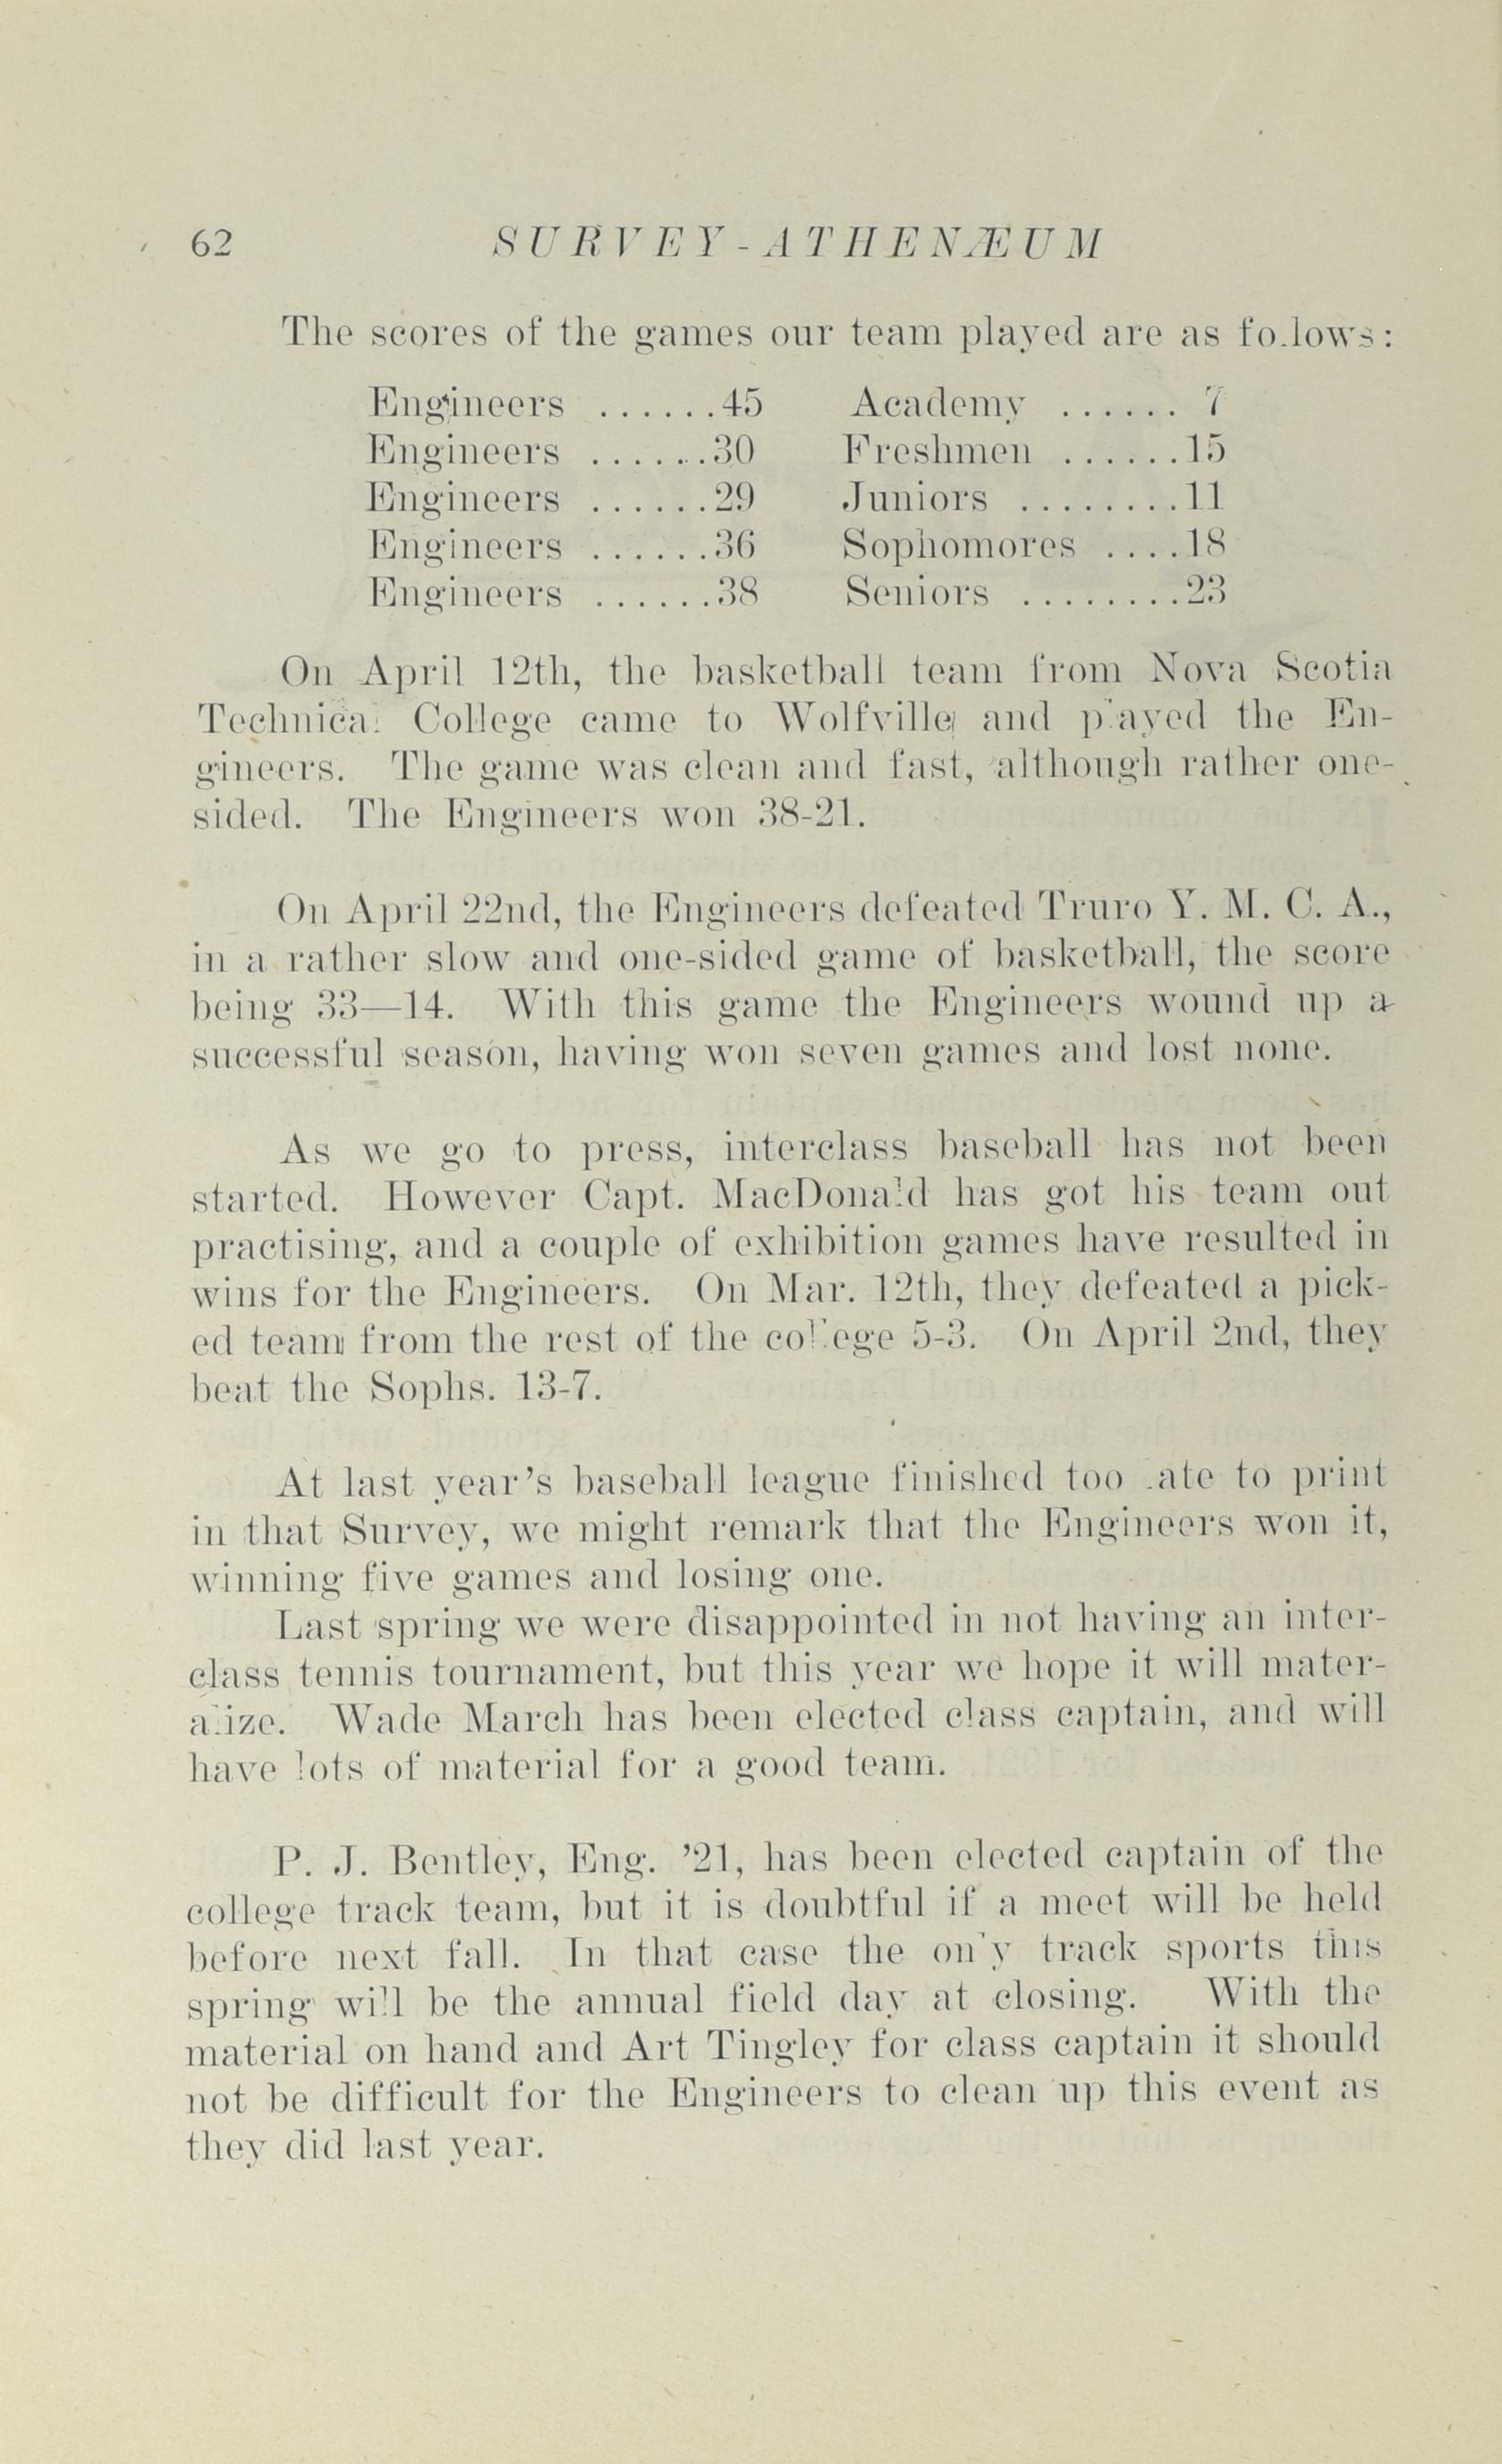 62 SURVEY-ATHENÆUM
The scores of the games our team played are as follows:
Engineers ......45 Academy ...... 7
Engineers ......30 Freshmen ......15
Engineers ......29 Juniors ........11
Engineers ......36 Sophomores ....18
Engineers ......38 Seniors ........23
On April 12th, the basketball team from Nova Scotia
Technical College came to Wolfville and played the En-
gineers. The game was clean and fast, although rather one-
sided. The Engineers won 38-21.
On April 22nd, the Engineers defeated Truro Y. M. C. A.,
in a rather slow and one-sided game of basketball, the score
being 33—14. With this game the Engineers wound up a
successful season, having won seven games and lost none.
As we go to press, interclass baseball has not been
started. However Capt. MacDonald has got his team out
practising, and a couple of exhibition games have resulted in
wins for the Engineers. On Mar. 12th, they defeated a pick-
ed team from the rest of the college 5-3. On April 2nd, they
beat the Sophs. 13-7.
At last year's baseball league finished too late to print
in that Survey, we might remark that the Engineers won it,
winning five games and losing one.
Last spring we were disappointed in not having an inter-
class tennis tournament, but this year we hope it will mater-
alize. Wade March has been elected class captain, and will
have lots of material for a good team.
P. J. Bentley, Eng. '21, has been elected captain of the
college track team, but it is doubtful if a meet will be held
before next fall. In that case the only track sports this
spring will be the annual field day at closing. With the
material on hand and Art Tingley for class captain it should
not be difficult for the Engineers to clean up this event as
they did last year.